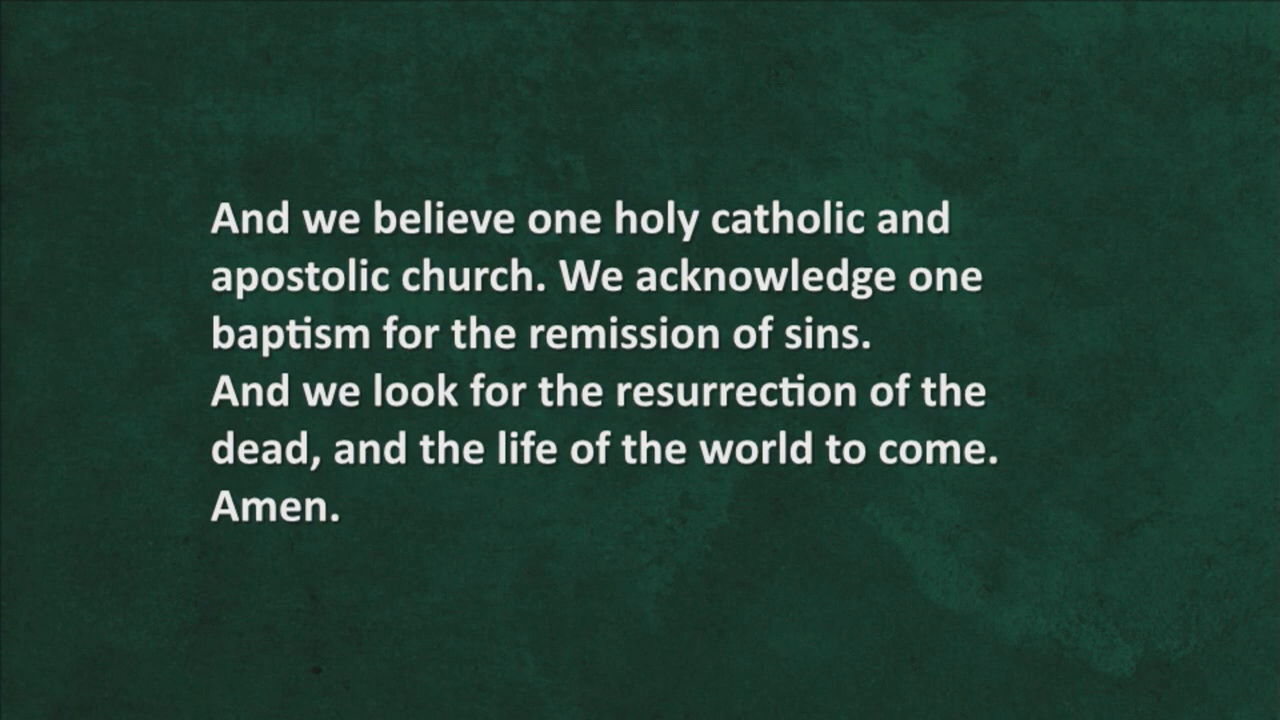 And we believe one holy catholic and
apostolic church. We acknowledge one
baptism for the remission of sins.
And we look for the resurrection of the
dead, and the life of the world to come.
Amen.